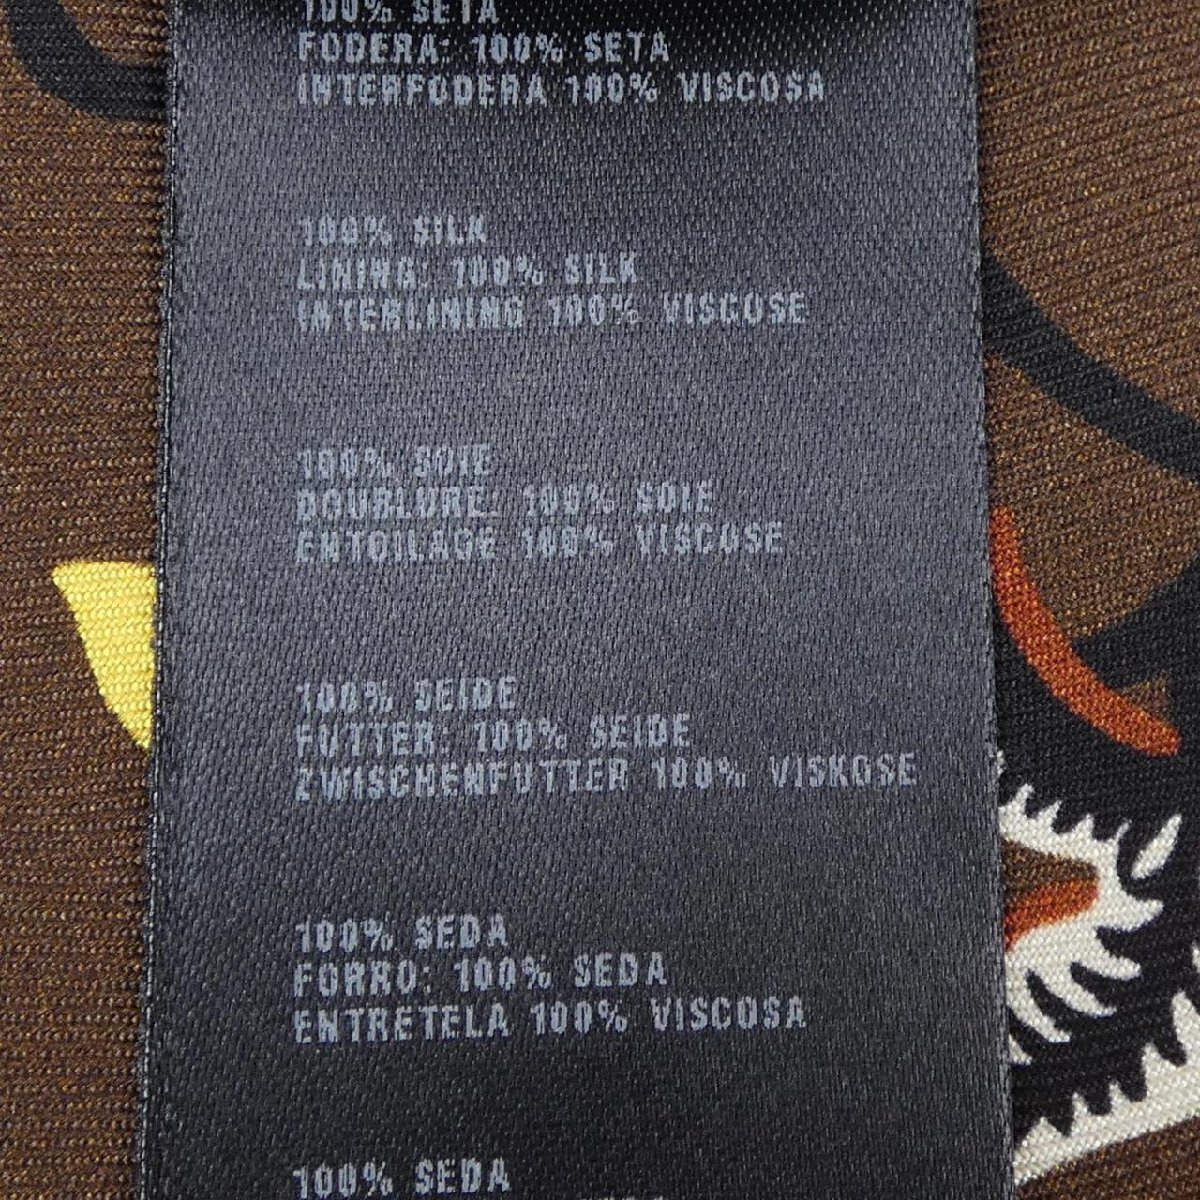 100% SETA
FODERA: 100% SETA
INTERFODERA 100% VISCOSA
100% SILK
LINING: 100% SILK
INTERLINING 100% VISCOSE
100% SOIE
DOUBLURE: 100% SOIE
ENTOILAGE 100% VISCOSE
100% SEIDE
FUTTER: 100% SEIDE
ZWISCHENFUTTER 100% VISKOSE
100% SEDA
FORRO: 100% SEDA
ENTRETELA 100% VISCOSA
100% SEDA